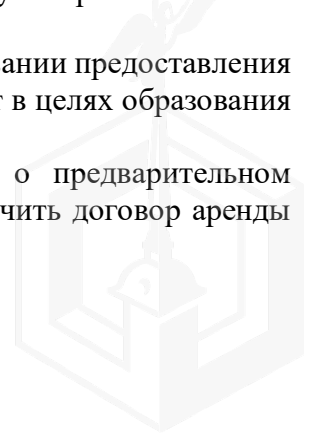 ании предоставления
в целях образования
о предварительном
чить договор аренды